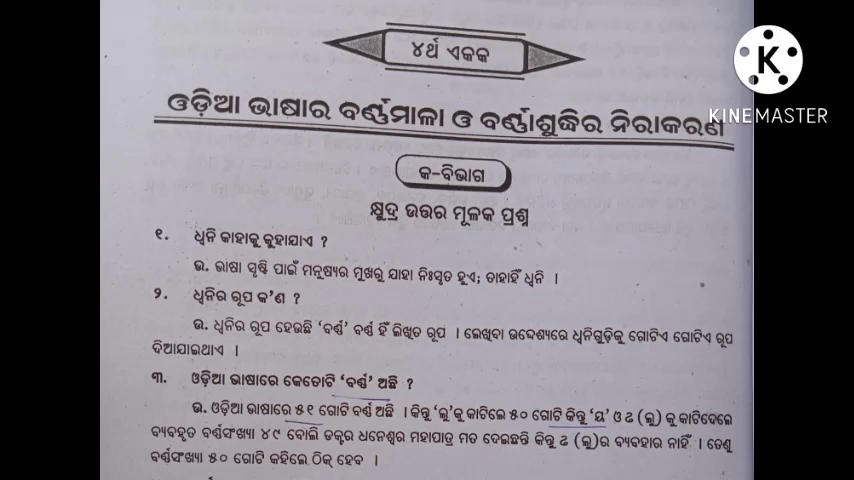 ୪ର୍ଥ ଏକକ
K
KINEMASTER
ଓଡ଼ିଆ ଭାଷାର ବର୍ଣ୍ଣମାଳା ଓ ବର୍ଣ୍ଣାଶୁଦ୍ଧିର ନିରାକରଣ
କ-ବିଭାଗ
କ୍ଷୁଦ୍ର ଉତ୍ତର ମୂଳକ ପ୍ରଶ୍ନ
୧. ଧ୍ୱନି କାହାକୁ କୁହାଯାଏ ?
ଉ. ଭାଷା ସୃଷ୍ଟି ପାଇଁ ମନୁଷ୍ୟର ମୁଖରୁ ଯାହା ନିଃସୃତ ହୁଏ; ତାହାହିଁ ଧ୍ୱନି ।
୨. ଧ୍ୱନିର ରୂପ କ'ଣ ?
ଉ. ଧ୍ୱନିର ରୂପ ହେଉଛି 'ବର୍ଣ୍ଣ' ବର୍ଣ୍ଣ ହିଁ ଲିଖିତ ରୂପ । ଲେଖିବା ଉଦ୍ଦେଶ୍ୟରେ ଧ୍ୱନିଗୁଡ଼ିକୁ ଗୋଟିଏ ଗୋଟିଏ ରୂପ
ଦିଆଯାଇଥାଏ ।
୩. ଓଡ଼ିଆ ଭାଷାରେ କେତୋଟି 'ବର୍ଣ୍ଣ' ଅଛି ?
ଉ. ଓଡ଼ିଆ ଭାଷାରେ ୫୧ ଗୋଟି ବର୍ଣ୍ଣ ଅଛି । କିନ୍ତୁ 'ଲୁ'କୁ କାଟିଲେ ୫୦ ଗୋଟି କିନ୍ତୁ 'ୟ' ଓ (ଲୁ) କୁ କାଟିଦେଲେ
ବ୍ୟବହୃତ ବର୍ଣ୍ଣସଂଖ୍ୟା ୪୯ ବୋଲି ଡକ୍ଟର ଧନେଶ୍ୱର ମହାପାତ୍ର ମତ ଦେଇଛନ୍ତି କିନ୍ତୁ (ଲୁ)ର ବ୍ୟବହାର ନାହିଁ । ତେଣୁ
ବର୍ଣ୍ଣସଂଖ୍ୟା ୫୦ ଗୋଟି କହିଲେ ଠିକ୍ ହେବ ।